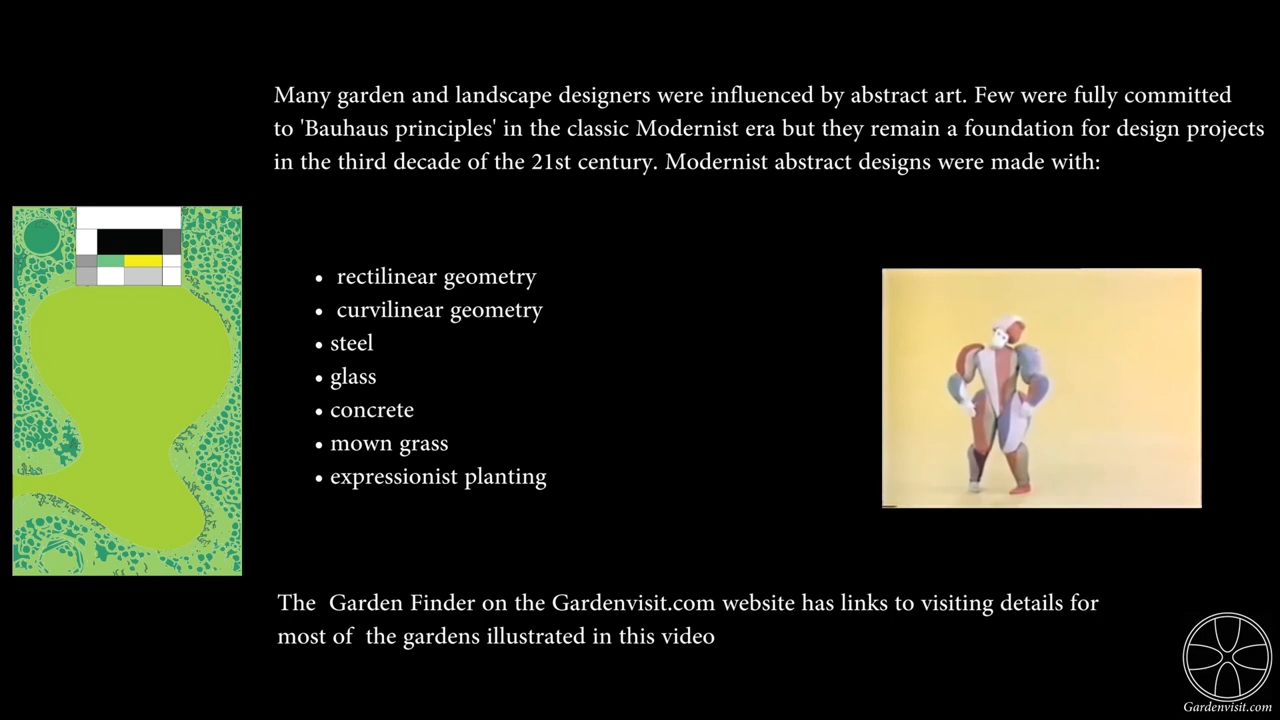 Many garden and landscape designers were influenced by abstract art. Few were fully committed
to 'Bauhaus principles' in the classic Modernist era but they remain a foundation for design projects
in the third decade of the 21st century. Modernist abstract designs were made with:
• rectilinear geometry
• curvilinear geometry
• steel
• glass
• concrete
• mown grass
• expressionist planting
The Garden Finder on the Gardenvisit.com website has links to visiting details for
most of the gardens illustrated in this video
Gardenvisit.com